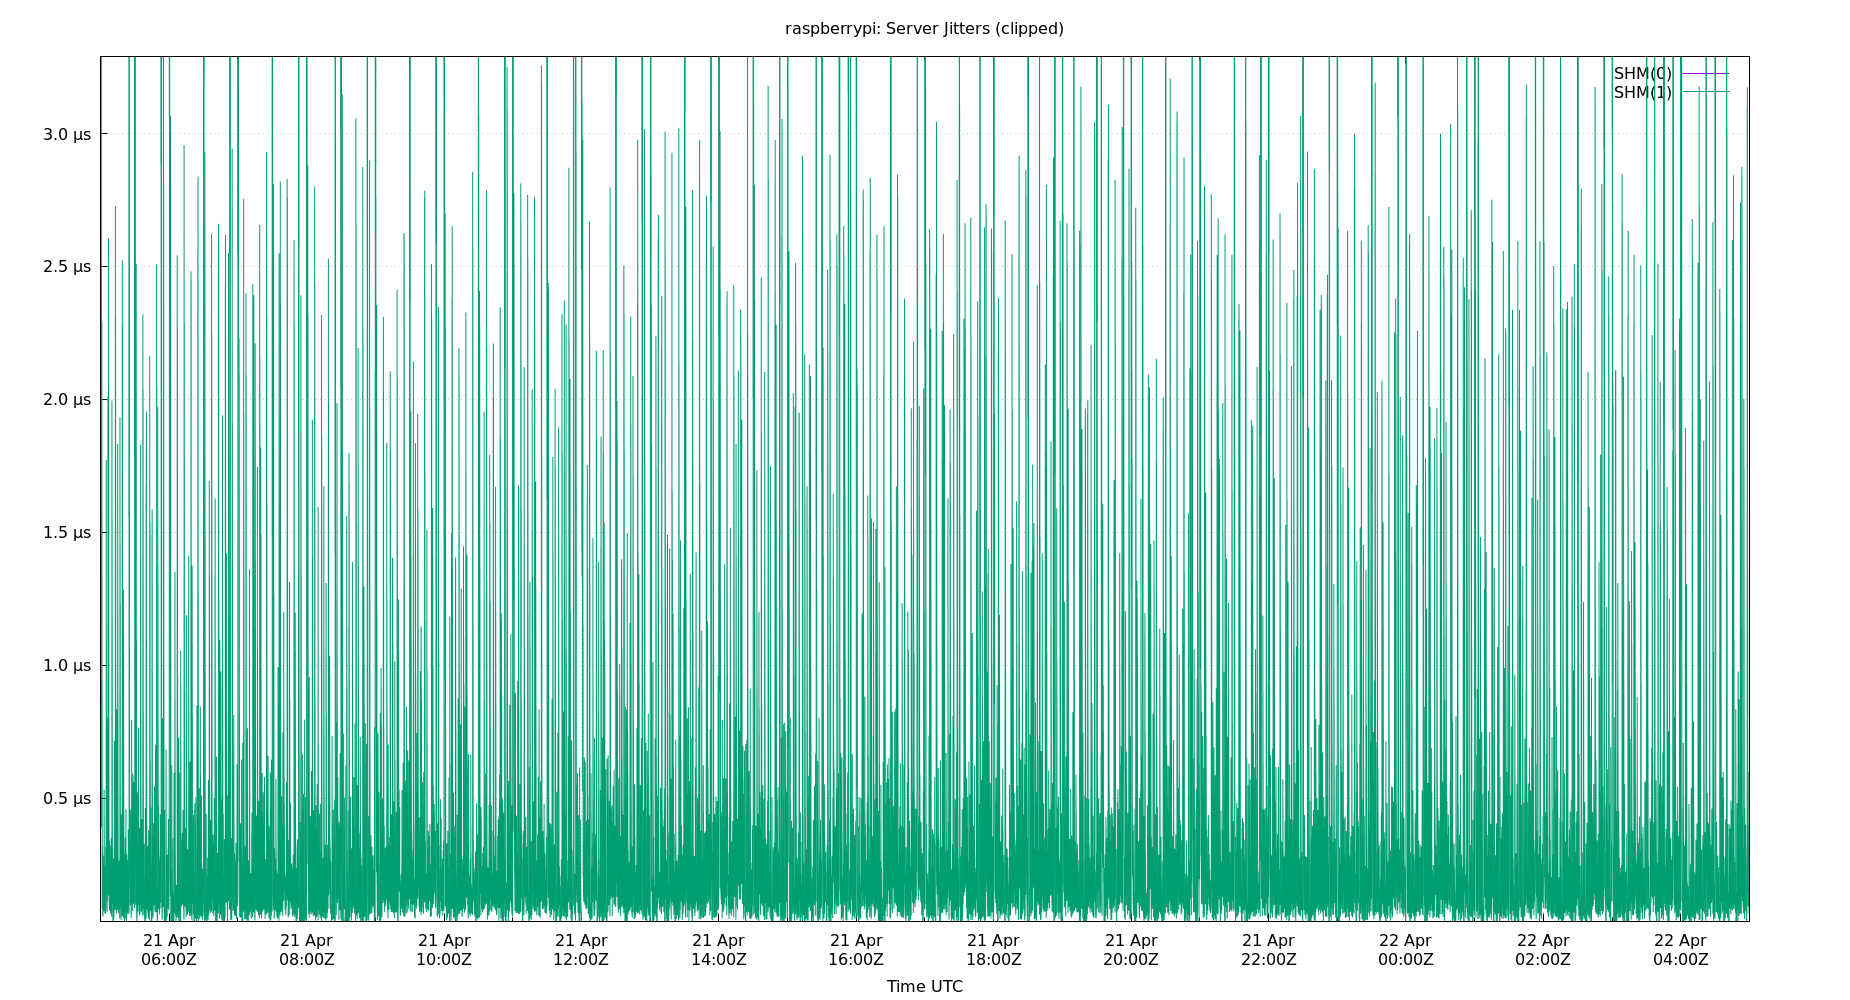 raspberrypi: Server Jitters (clipped)
SHM(0)
SHM(1)
3.0 µs
2.5 µs
2.0 µs
1.5 µs
1.0 µs
0.5 µs
21 Apr 21 Apr 21 Apr 21 Apr 21 Apr 21 Apr 21 Apr 21 Apr 21 Apr 22 Apr 22 Apr 22 Apr
06:00Z 08:00Z 10:00Z 12:00Z 14:00Z 16:00Z 18:00Z 20:00Z 22:00Z 00:00Z 02:00Z 04:00Z
Time UTC